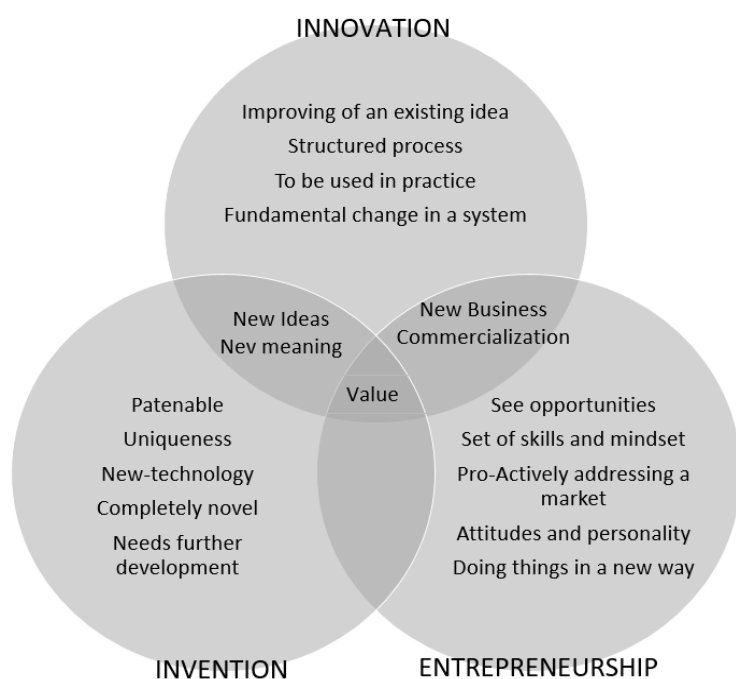 INNOVATION
Improving of an existing idea
Structured process
To be used in practice
Fundamental change in a system
New Ideas
Nev meaning
New Business
Commercialization
Value
Patenable
Uniqueness
New-technology
Completely novel
Needs further
development
See opportunities
Set of skills and mindset
Pro-Actively addressing a
market
Attitudes and personality
Doing things in a new way
INVENTION
ENTREPRENEURSHIP